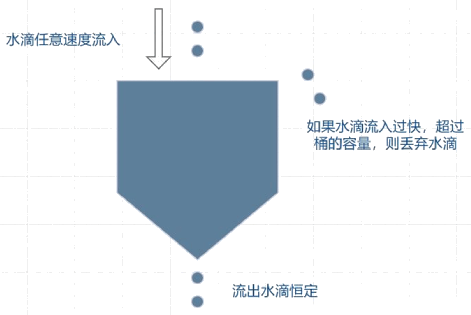 水滴任意速度流入
如果水滴流入过快，超过
桶的容量，则丢弃水滴
流出水滴恒定